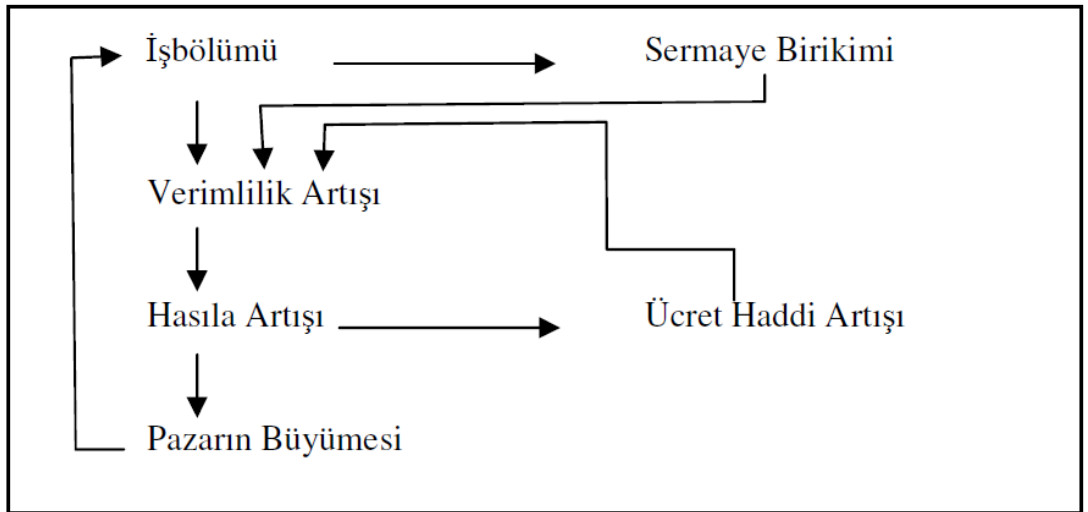 İşbölümü
Sermaye Birikimi
Verimlilik Artışı
Hasıla Artışı
Ücret Haddi Artışı
Pazarın Büyümesi